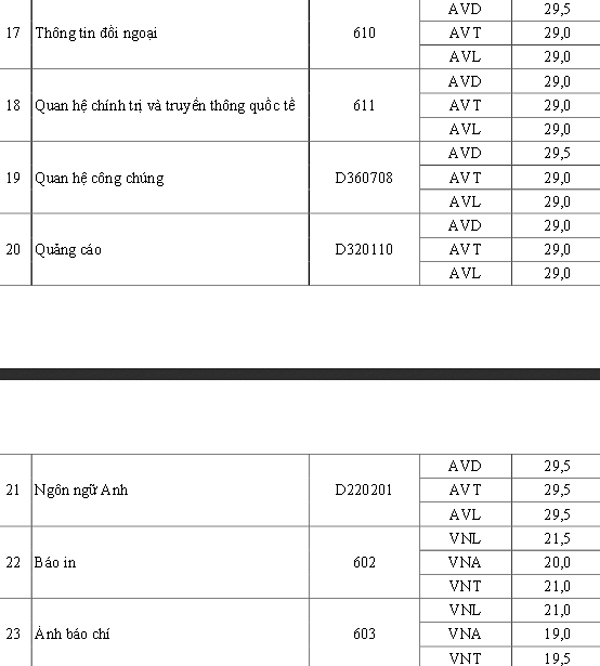 AVD 29,5
17 Thông tin đối ngoại 610 AVT 29,0
AVL 29,0
AVD 29,0
18 Quan hệ chính trị và truyền thông quốc tế 611 AVT 29,0
AVL 29,0
AVD 29,5
19 Quan hệ công chúng D360708 AVT 29,0
AVL 29,0
AVD 29,0
20 Quảng cáo D320110 AVT 29,0
AVL 29,0
AVD 29,5
21 Ngôn ngữ Anh D220201 AVT 29,5
AVL 29,5
VNL 21,5
22 Báo in 602 VNA 20,0
VNT 21,0
VNL 21,0
23 Ảnh báo chí 603 VNA 19,0
VNT 19,5